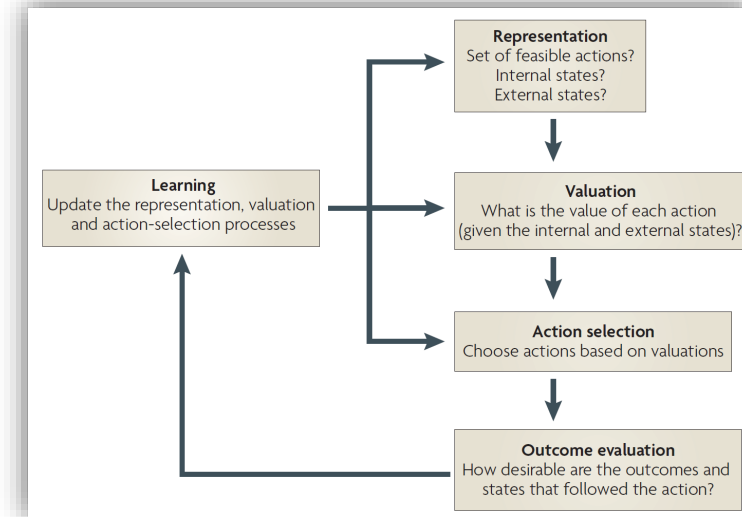 Representation
Set of feasible actions?
Internal states?
External states?
Learning
Update the representation, valuation
and action-selection processes
Valuation
What is the value of each action
(given the internal and external states)?
Action selection
Choose actions based on valuations
Outcome evaluation
How desirable are the outcomes and
states that followed the action?